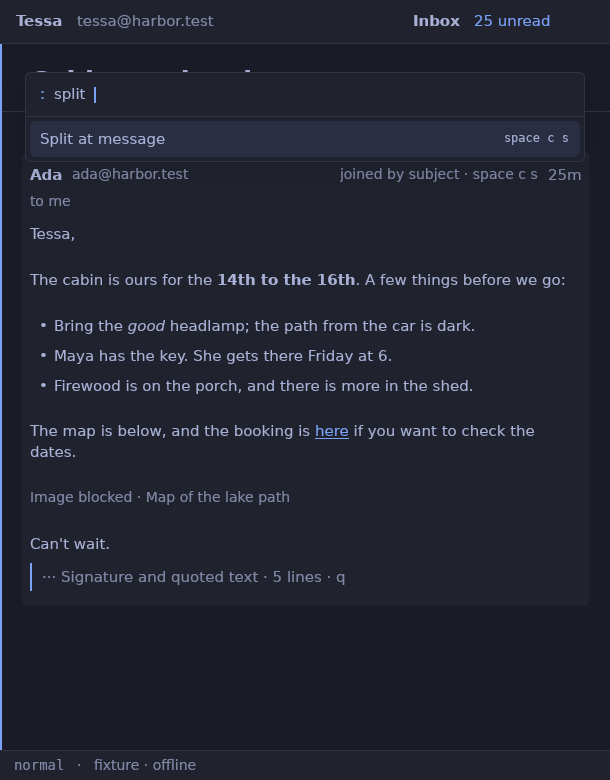 Tessa tessa@harbor.test Inbox 25 unread
: split
Split at message space c s
Ada ada@harbor.test joined by subject · space c s 25m
to me
Tessa,
The cabin is ours for the 14th to the 16th. A few things before we go:
• Bring the good headlamp; the path from the car is dark.
• Maya has the key. She gets there Friday at 6.
• Firewood is on the porch, and there is more in the shed.
The map is below, and the booking is here if you want to check the
dates.
Image blocked · Map of the lake path
Can't wait.
··· Signature and quoted text · 5 lines · q
normal · fixture · offline